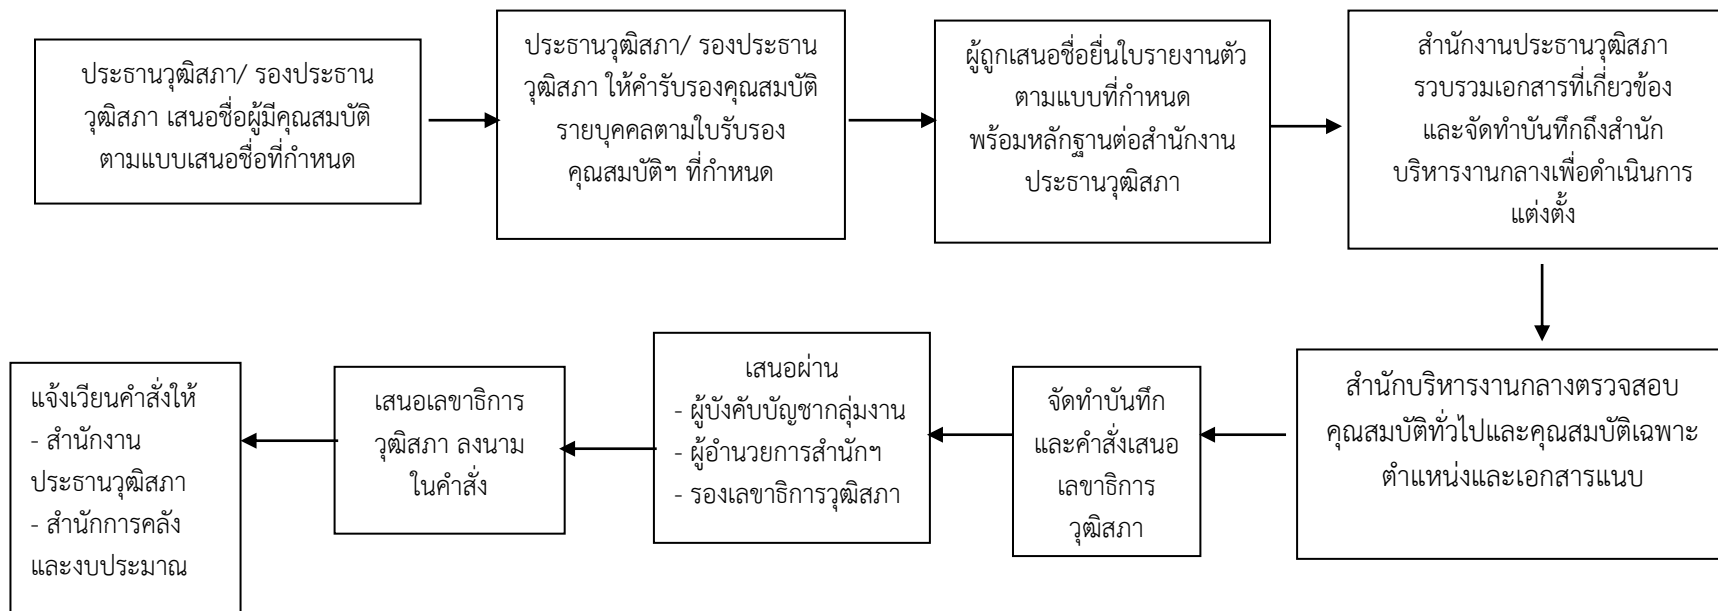 ประธานวุฒิสภา/ รองประธาน
วุฒิสภา เสนอชื่อผู้มีคุณสมบัติ
ตามแบบเสนอชื่อที่กำหนด
ประธานวุฒิสภา/ รองประธาน
วุฒิสภา ให้คำรับรองคุณสมบัติ
รายบุคคลตามใบรับรอง
คุณสมบัติฯ ที่กำหนด
ผู้ถูกเสนอชื่อยื่นใบรายงานตัว
ตามแบบที่กำหนด
พร้อมหลักฐานต่อสำนักงาน
ประธานวุฒิสภา
สำนักงานประธานวุฒิสภา
รวบรวมเอกสารที่เกี่ยวข้อง
และจัดทำบันทึกถึงสำนัก
บริหารงานกลางเพื่อดำเนินการ
แต่งตั้ง
สำนักบริหารงานกลางตรวจสอบ
คุณสมบัติทั่วไปและคุณสมบัติเฉพาะ
ตำแหน่งและเอกสารแนบ
จัดทำบันทึก
และคำสั่งเสนอ
เลขาธิการ
วุฒิสภา
เสนอผ่าน
- ผู้บังคับบัญชากลุ่มงาน
- ผู้อำนวยการสำนักฯ
- รองเลขาธิการวุฒิสภา
เสนอเลขาธิการ
วุฒิสภา ลงนาม
ในคำสั่ง
แจ้งเวียนคำสั่งให้
- สำนักงาน
ประธานวุฒิสภา
- สำนักการคลัง
และงบประมาณ